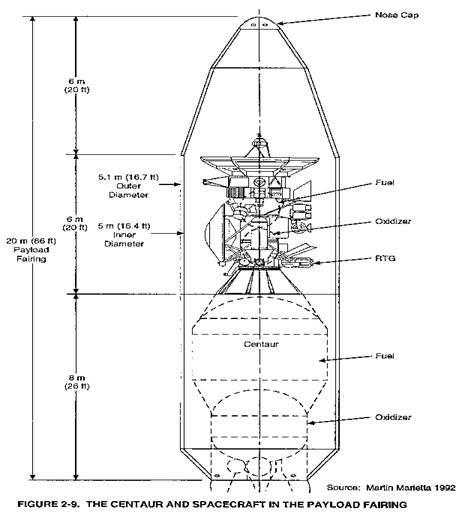 Nose Cap
6 m
(20 ft)
5.1 m (16.7 ft)
Outer
Diameter
Fuel
6 m
(20 ft)
5 m (16.4 ft)
Inner
Diameter
Oxidizer
20 m (66 ft)
Payload
Fairing
RTG
Centaur
Fuel
8 m
(26 ft)
Oxidizer
Source: Martin Marietta 1992
FIGURE 2-9. THE CENTAUR AND SPACECRAFT IN THE PAYLOAD FAIRING